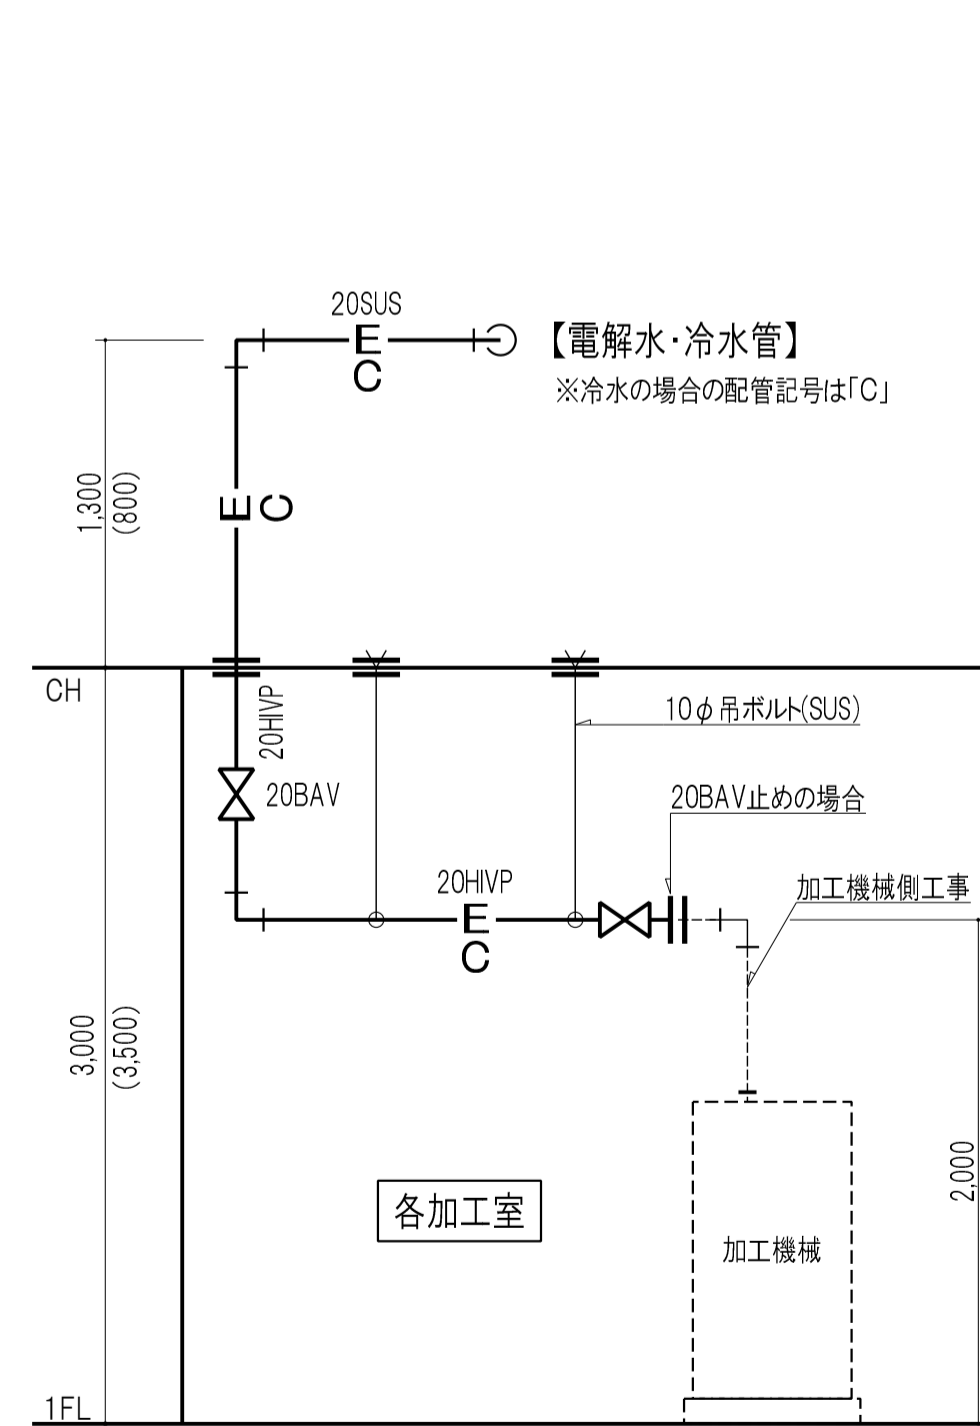 20SUS
E
C
【電解水・冷水管】
※冷水の場合の配管記号は「C」
1,300
(800)
E
C
CH
20HIVP
10φ吊ボルト(SUS)
20BAV
20BAV止めの場合
20HIVP
E
C
加工機械側工事
3,000
(3,500)
2,000
各加工室
加工機械
1FL